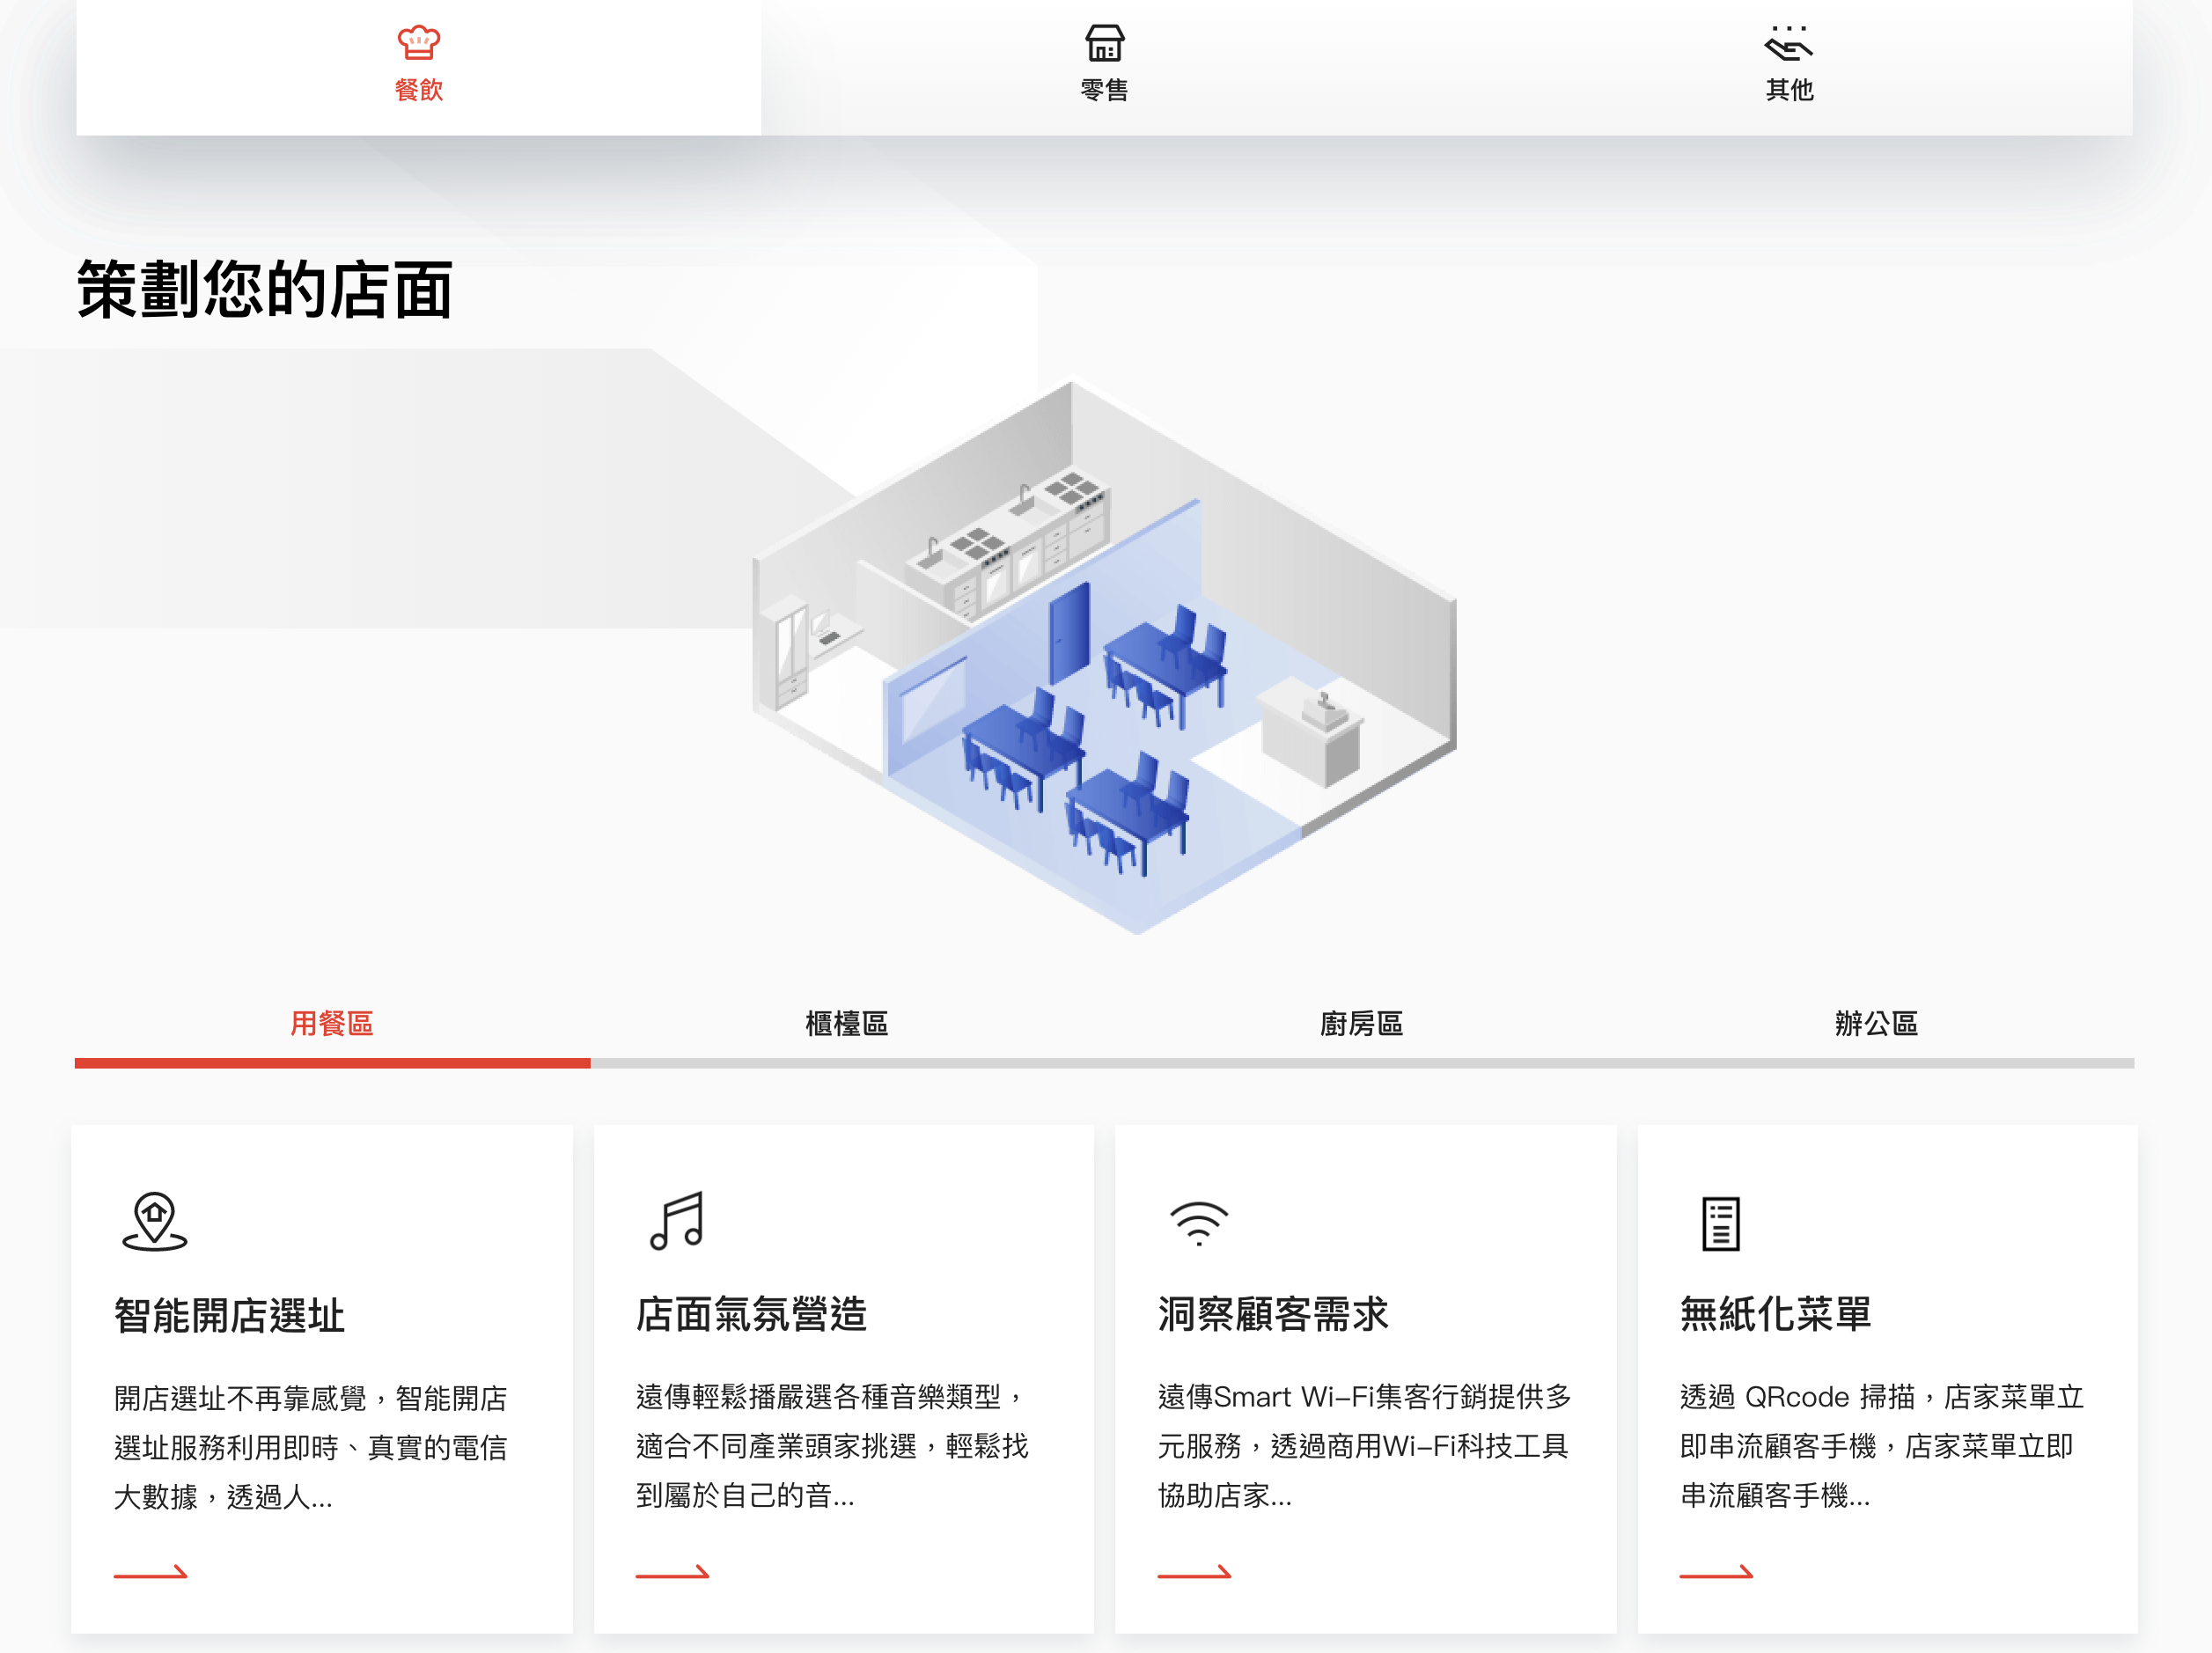 餐飲
零售
其他
策劃您的店面
用餐區
櫃檯區
廚房區
辦公區
智能開店選址
開店選址不再靠感覺，智能開店
選址服務利用即時、真實的電信
大數據，透過人...
店面氣氛營造
遠傳輕鬆播嚴選各種音樂類型，
適合不同產業頭家挑選，輕鬆找
到屬於自己的音...
洞察顧客需求
遠傳Smart Wi-Fi集客行銷提供多
元服務，透過商用Wi-Fi科技工具
協助店家...
無紙化菜單
透過 QRcode 掃描，店家菜單立
即串流顧客手機，店家菜單立即
串流顧客手機...